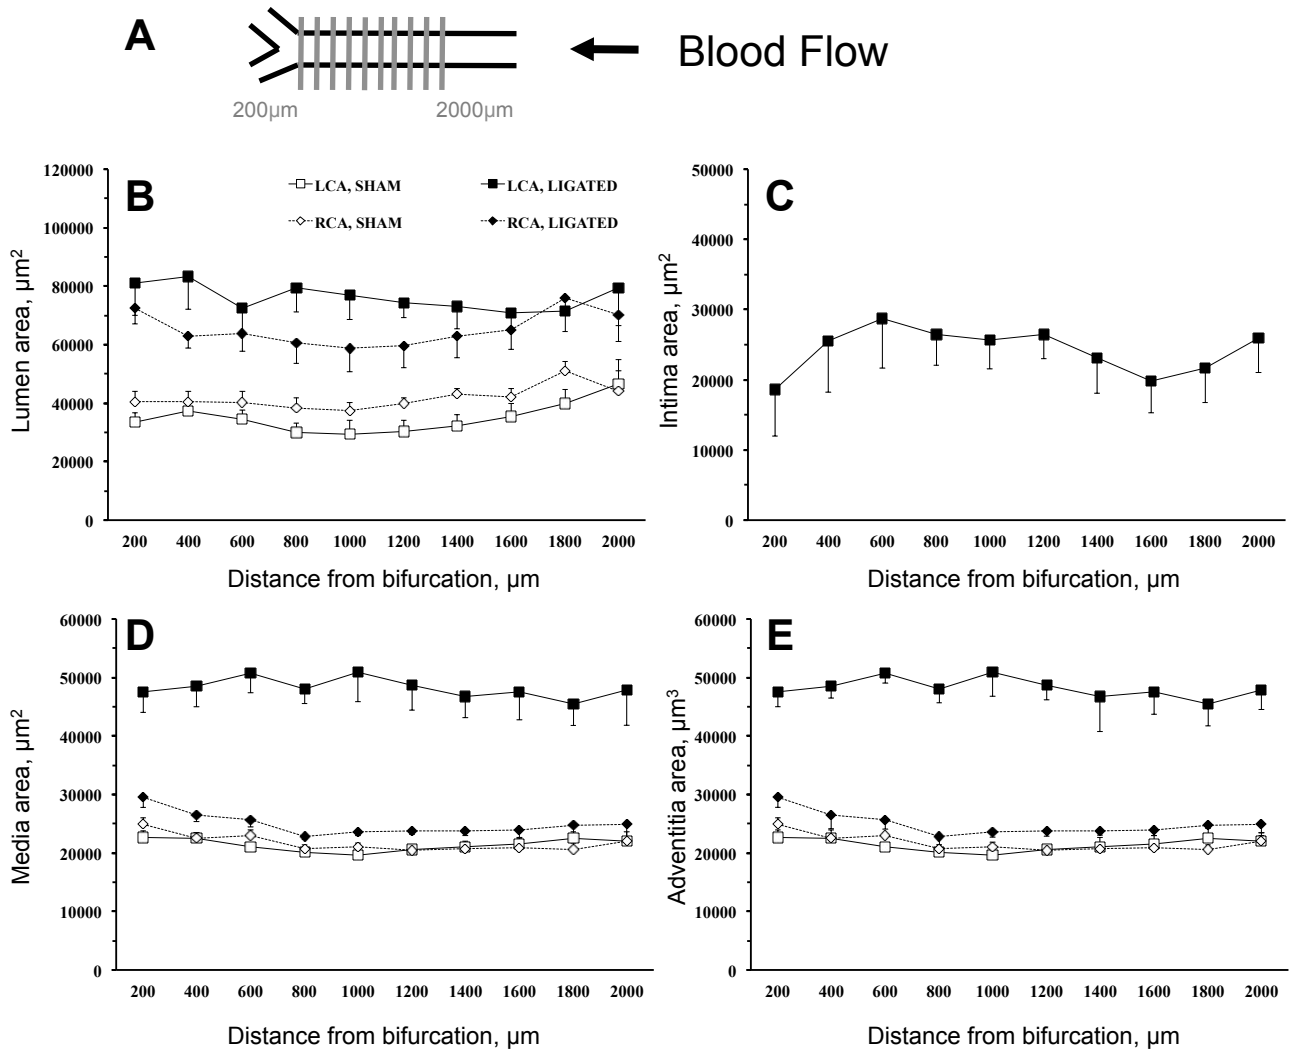 A
Blood Flow
200µm
2000µm
B
LCA, SHAM
LCA, LIGATED
RCA, SHAM
RCA, LIGATED
Lumen area, µm²
120000
100000
80000
60000
40000
20000
0
200 400 600 800 1000 1200 1400 1600 1800 2000
Distance from bifurcation, µm
C
Intima area, µm²
50000
40000
30000
20000
10000
0
200 400 600 800 1000 1200 1400 1600 1800 2000
Distance from bifurcation, µm
D
Media area, µm²
60000
50000
40000
30000
20000
10000
0
200 400 600 800 1000 1200 1400 1600 1800 2000
Distance from bifurcation, µm
E
Adventitia area, µm³
60000
50000
40000
30000
20000
10000
0
200 400 600 800 1000 1200 1400 1600 1800 2000
Distance from bifurcation, µm